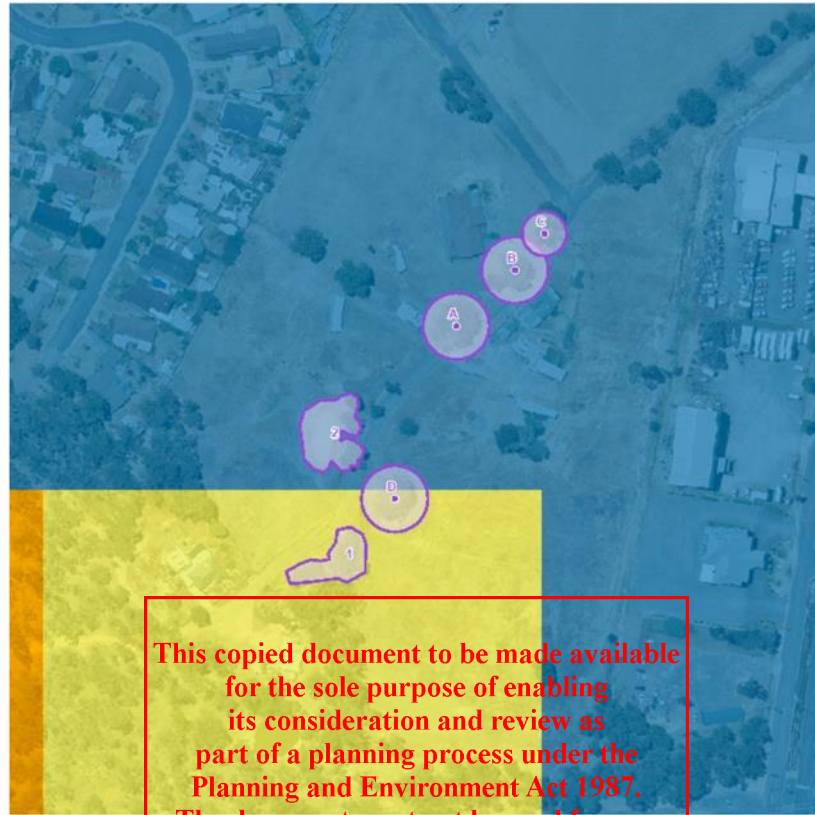 C
B
A
2
D
1
This copied document to be made available
for the sole purpose of enabling
its consideration and review as
part of a planning process under the
Planning and Environment Act 1987.